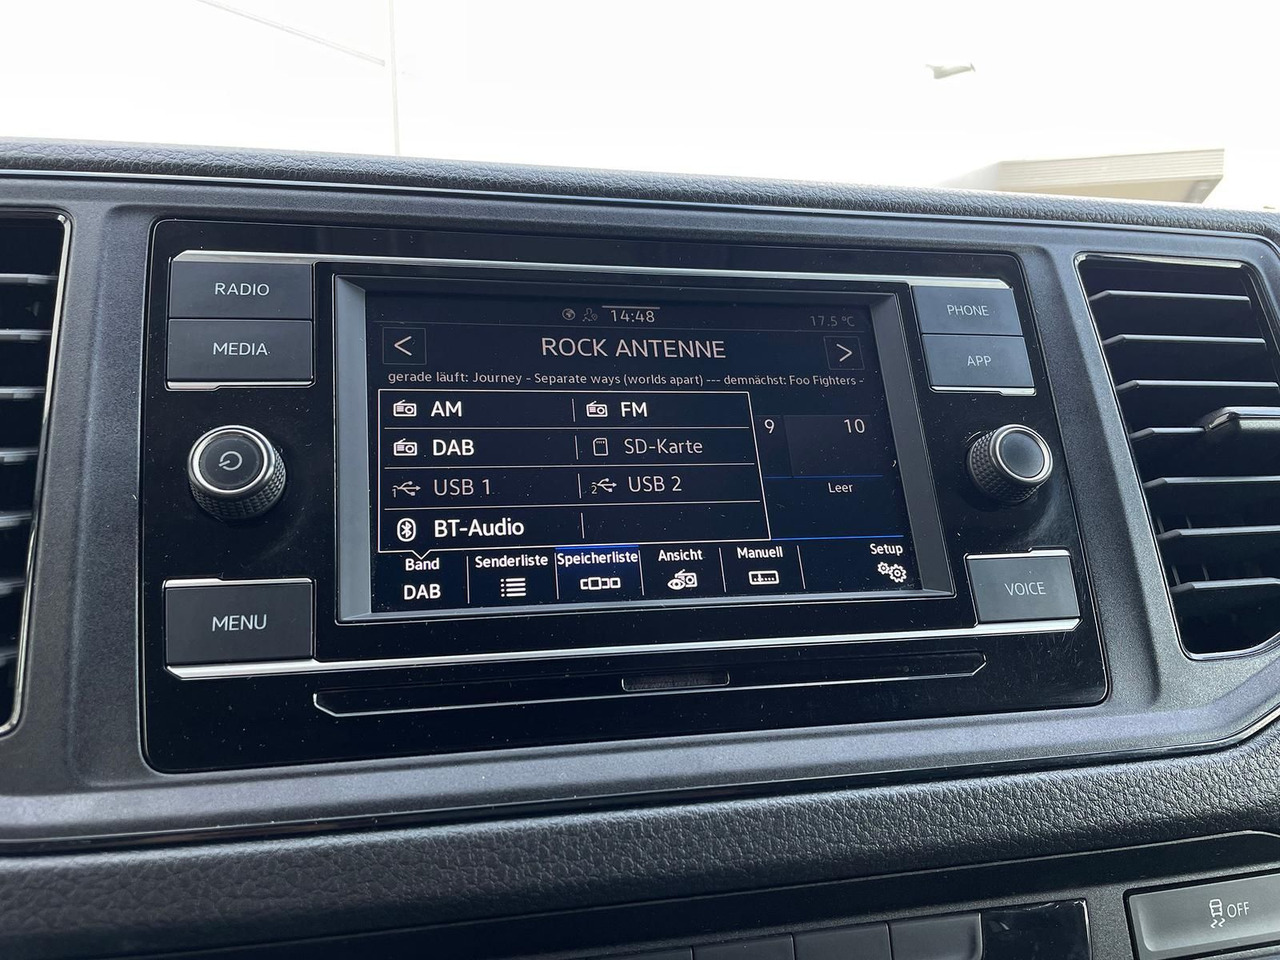 RADIO
MEDIA
MENU
14:48
17.5 °C
< ROCK ANTENNE >
gerade läuft: Journey - Separate ways (worlds apart) --- demnächst: Foo Fighters -
AM FM
DAB SD-Karte
1 USB 1 2 USB 2
BT-Audio
9 10
Leer
Band Senderliste Speicherliste Ansicht Manuell Setup
DAB
PHONE
APP
VOICE
OFF